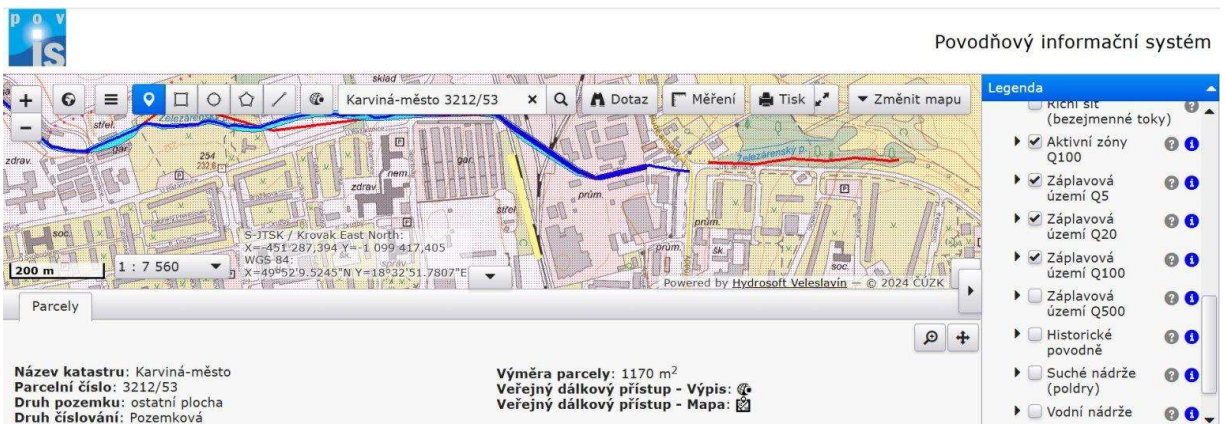 p o v
is
Povodňový informační systém
Karviná-město 3212/53
Dotaz
Měření
Tisk
Změnit mapu
sklad
střel.
Železárenský
gar.
254
232.8
zdrav.
nem.
zdrav.
gar.
střel.
prům.
Železárenský p.
prům.
prům.
šk.
soc.
šk.
soc.
S-JTSK / Krovak East North:
X=-451 287,394 Y=-1 099 417,405
WGS-84:
X=49°52'9.5245"N Y=18°32'51.7807"E
200 m
1 : 7 560
Powered by Hydrosoft Veleslavín — © 2024 ČÚZK
Legenda
Říční síť
(bezejmenné toky)
Aktivní zóny
Q100
Záplavová
území Q5
Záplavová
území Q20
Záplavová
území Q100
Záplavová
území Q500
Historické
povodně
Suché nádrže
(poldry)
Vodní nádrže
Parcely
Název katastru: Karviná-město
Parcelní číslo: 3212/53
Druh pozemku: ostatní plocha
Druh číslování: Pozemková
Výměra parcely: 1170 m²
Veřejný dálkový přístup - Výpis:
Veřejný dálkový přístup - Mapa: